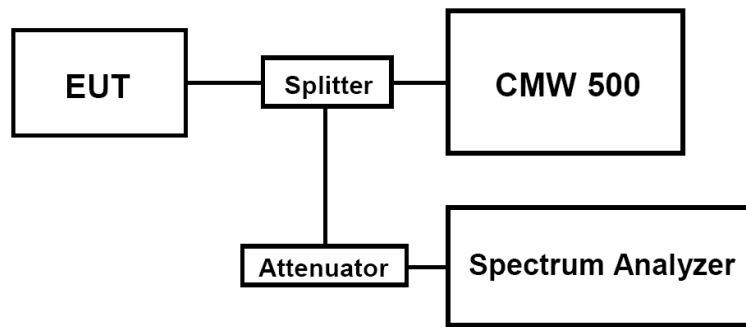 EUT
Splitter
CMW 500
Attenuator
Spectrum Analyzer